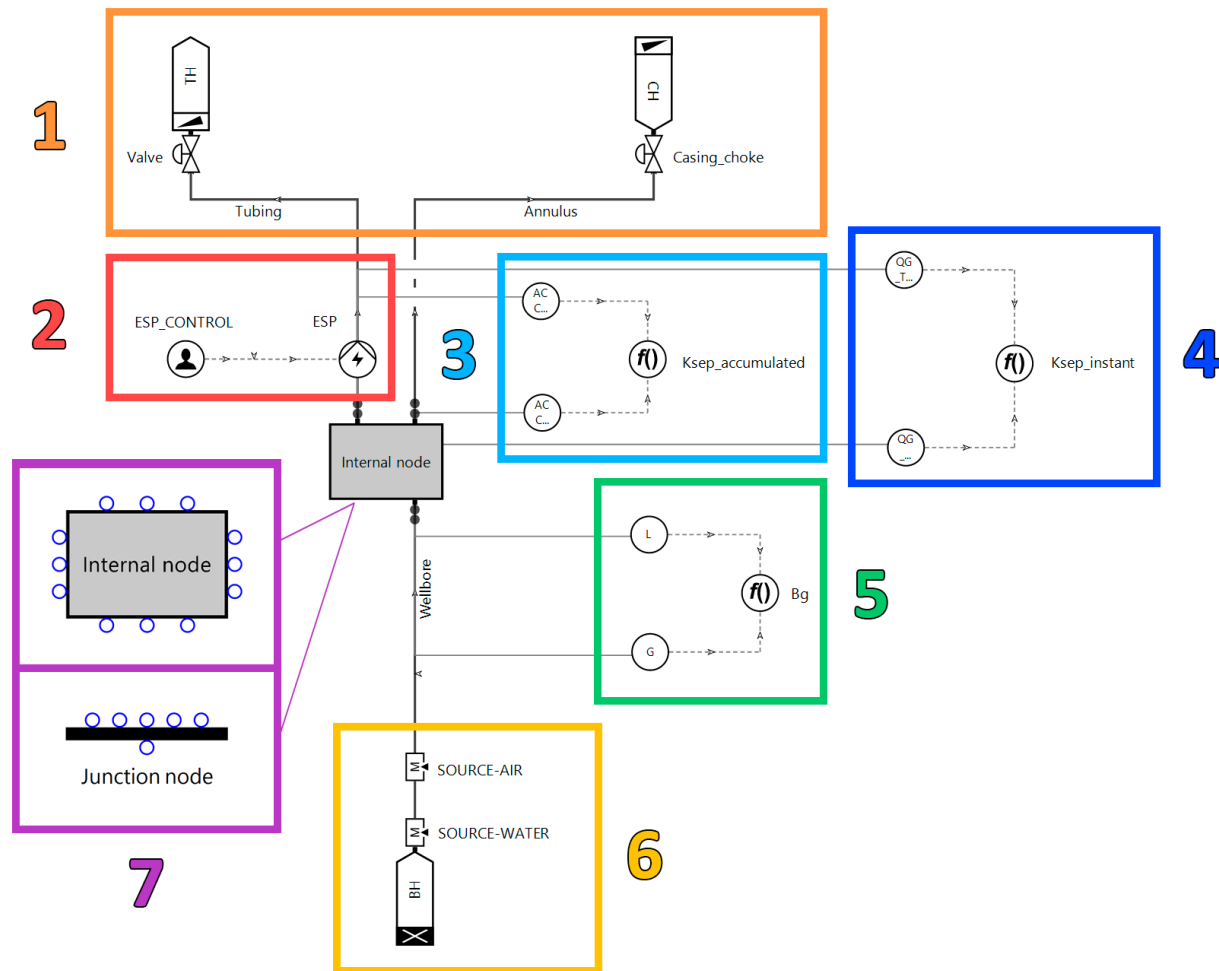 1
TH
CH
Valve
Casing_choke
Tubing
Annulus
2
ESP_CONTROL
ESP
3
AC
C...
f()
Ksep_accumulated
AC
C...
QG
_T...
f()
Ksep_instant
QG
_...
4
Internal node
Internal node
Junction node
7
Wellbore
L
f()
Bg
G
5
M
SOURCE-AIR
M
SOURCE-WATER
BH
6